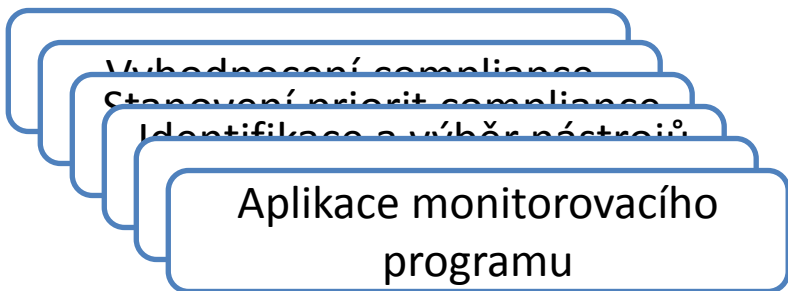 Vyhodnocení compliance
Stanovení priorit compliance
Identifikace a výběr nástrojů
Aplikace monitorovacího
programu